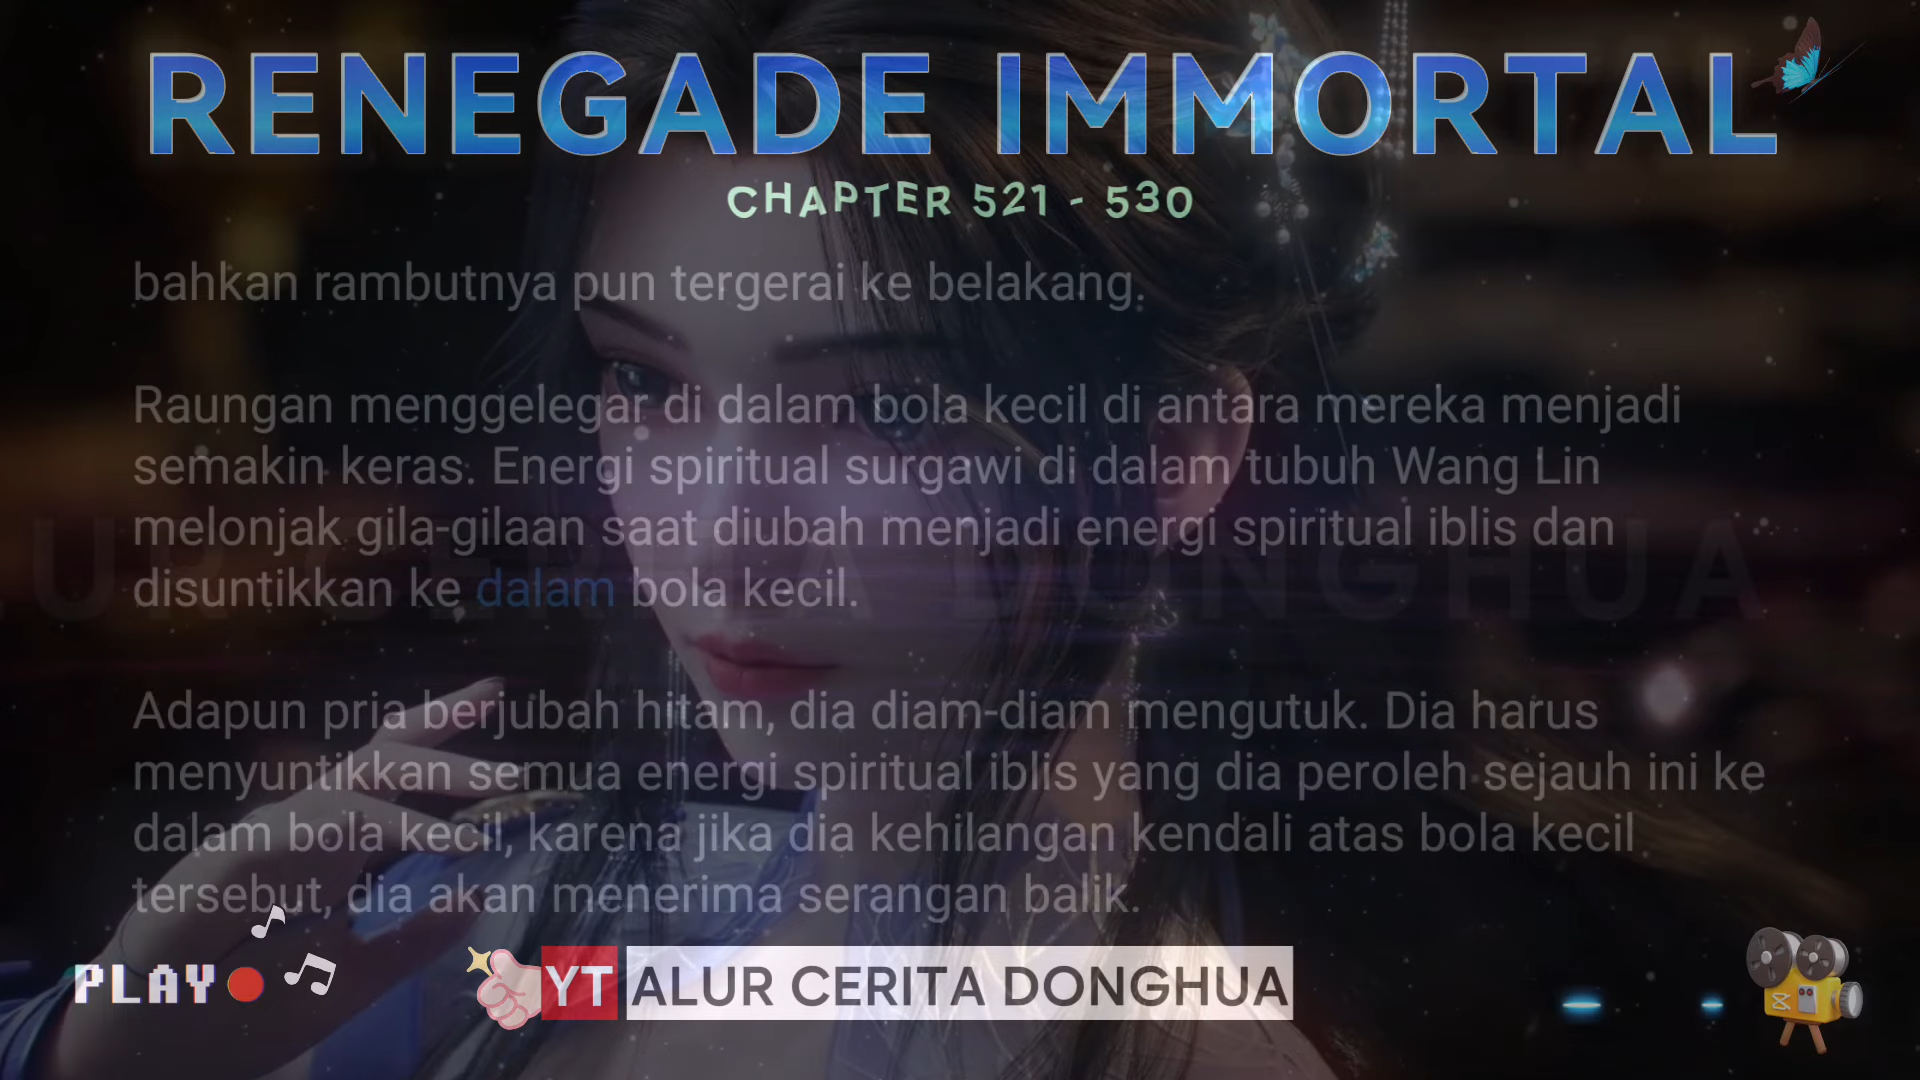 RENEGADE IMMORTAL
CHAPTER 521 - 530
bahkan rambutnya pun tergerai ke belakang.
Raungan menggelegar di dalam bola kecil di antara mereka menjadi
semakin keras. Energi spiritual surgawi di dalam tubuh Wang Lin
melonjak gila-gilaan saat diubah menjadi energi spiritual iblis dan
disuntikkan ke dalam bola kecil.
Adapun pria berjubah hitam, dia diam-diam mengutuk. Dia harus
menyuntikkan semua energi spiritual iblis yang dia peroleh sejauh ini ke
dalam bola kecil, karena jika dia kehilangan kendali atas bola kecil
tersebut, dia akan menerima serangan balik.
PLAY
YT ALUR CERITA DONGHUA